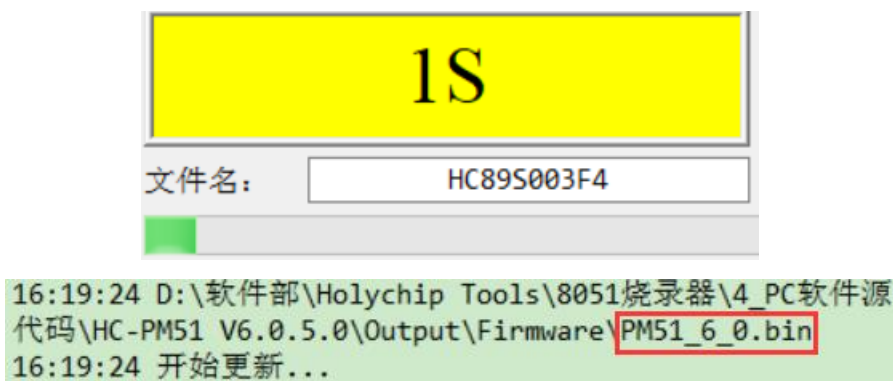 1S
文件名：
HC89S003F4
16:19:24 D:\软件部\Holychip Tools\8051烧录器\4_PC软件源
代码\HC-PM51 V6.0.5.0\Output\Firmware\PM51_6_0.bin
16:19:24 开始更新...